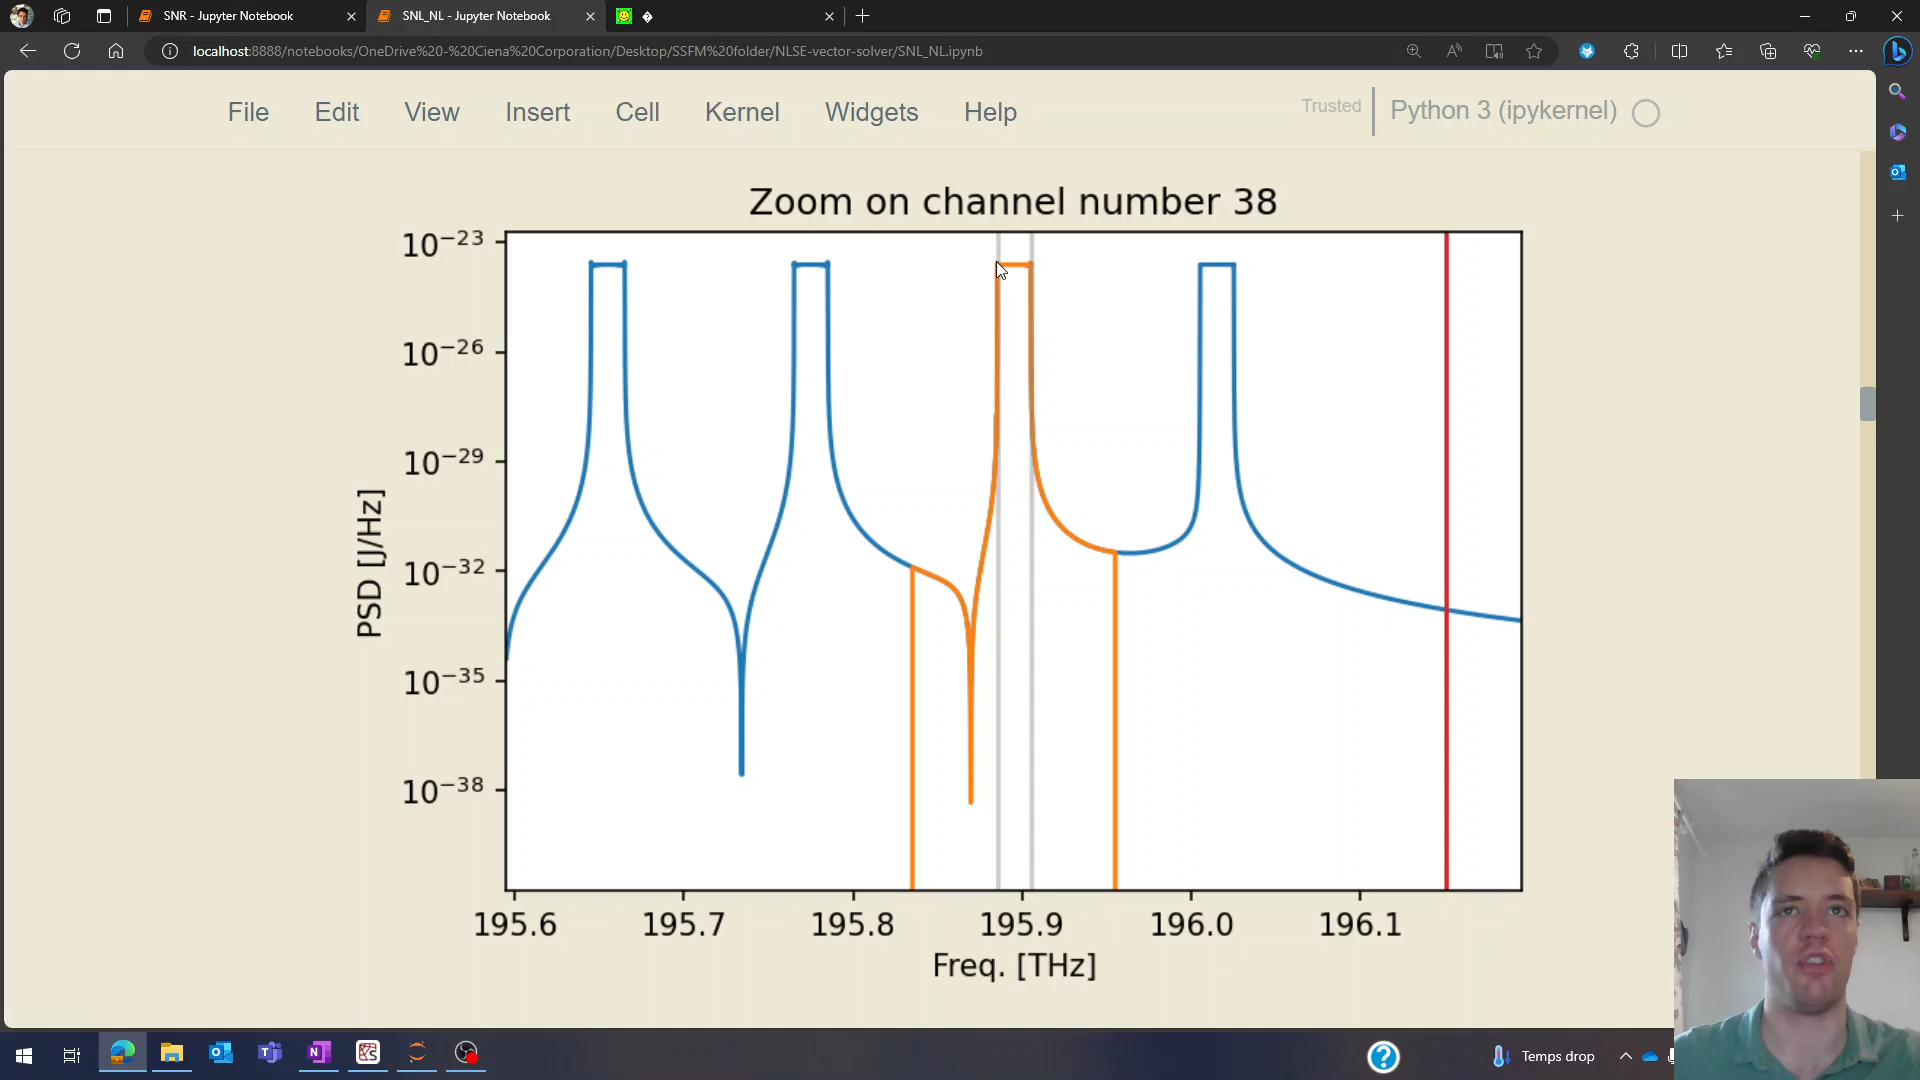 SNR - Jupyter Notebook
SNL_NL - Jupyter Notebook
localhost:8888/notebooks/OneDrive%20-%20Ciena%20Corporation/Desktop/SSFM%20folder/NLSE-vector-solver/SNL_NL.ipynb
File Edit View Insert Cell Kernel Widgets Help
Trusted
Python 3 (ipykernel)
Zoom on channel number 38
10⁻²³
10⁻²⁶
10⁻²⁹
10⁻³²
10⁻³⁵
10⁻³⁸
PSD [J/Hz]
195.6 195.7 195.8 195.9 196.0 196.1
Freq. [THz]
Temps drop